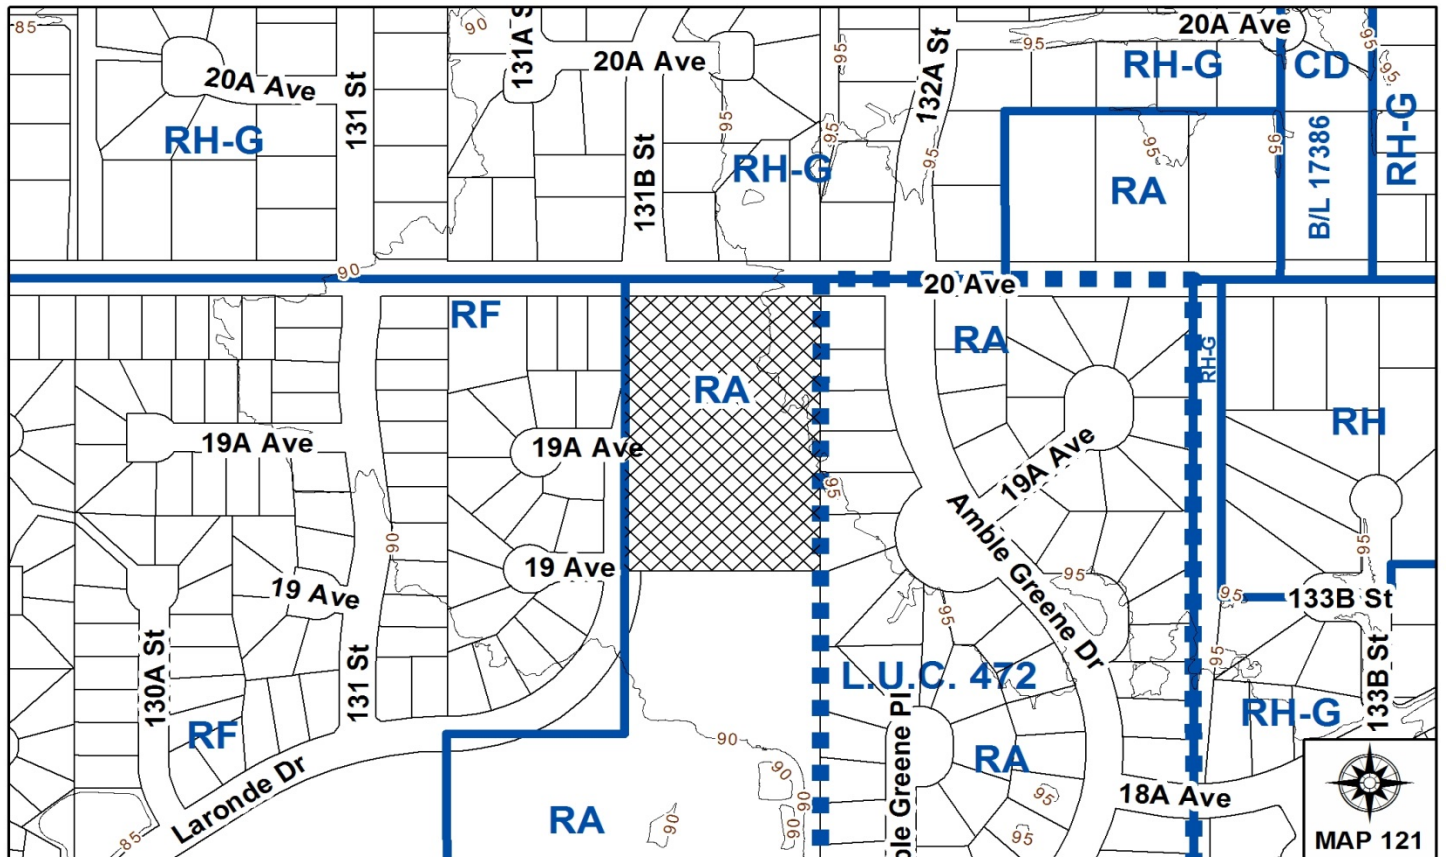 85
90
131A S
20A Ave
20A Ave
132A St
95
20A Ave
95
RH-G
CD
95
95
RH-G
131 St
RH-G
131B St
95
RH-G
95
95
RA
95
95
B/L 17386
RH-G
90
20 Ave
RF
RA
RA
RH-G
RH
19A Ave
19A Ave
19A Ave
95
90
Amble Greene Dr
95
95
19 Ave
19 Ave
95
95
133B St
130A St
131 St
L.U.C. 472
95
133B St
RF
RH-G
90
RA
ble Greene Pl
Laronde Dr
90
90
90
90
95
95
18A Ave
RA
85
MAP 121